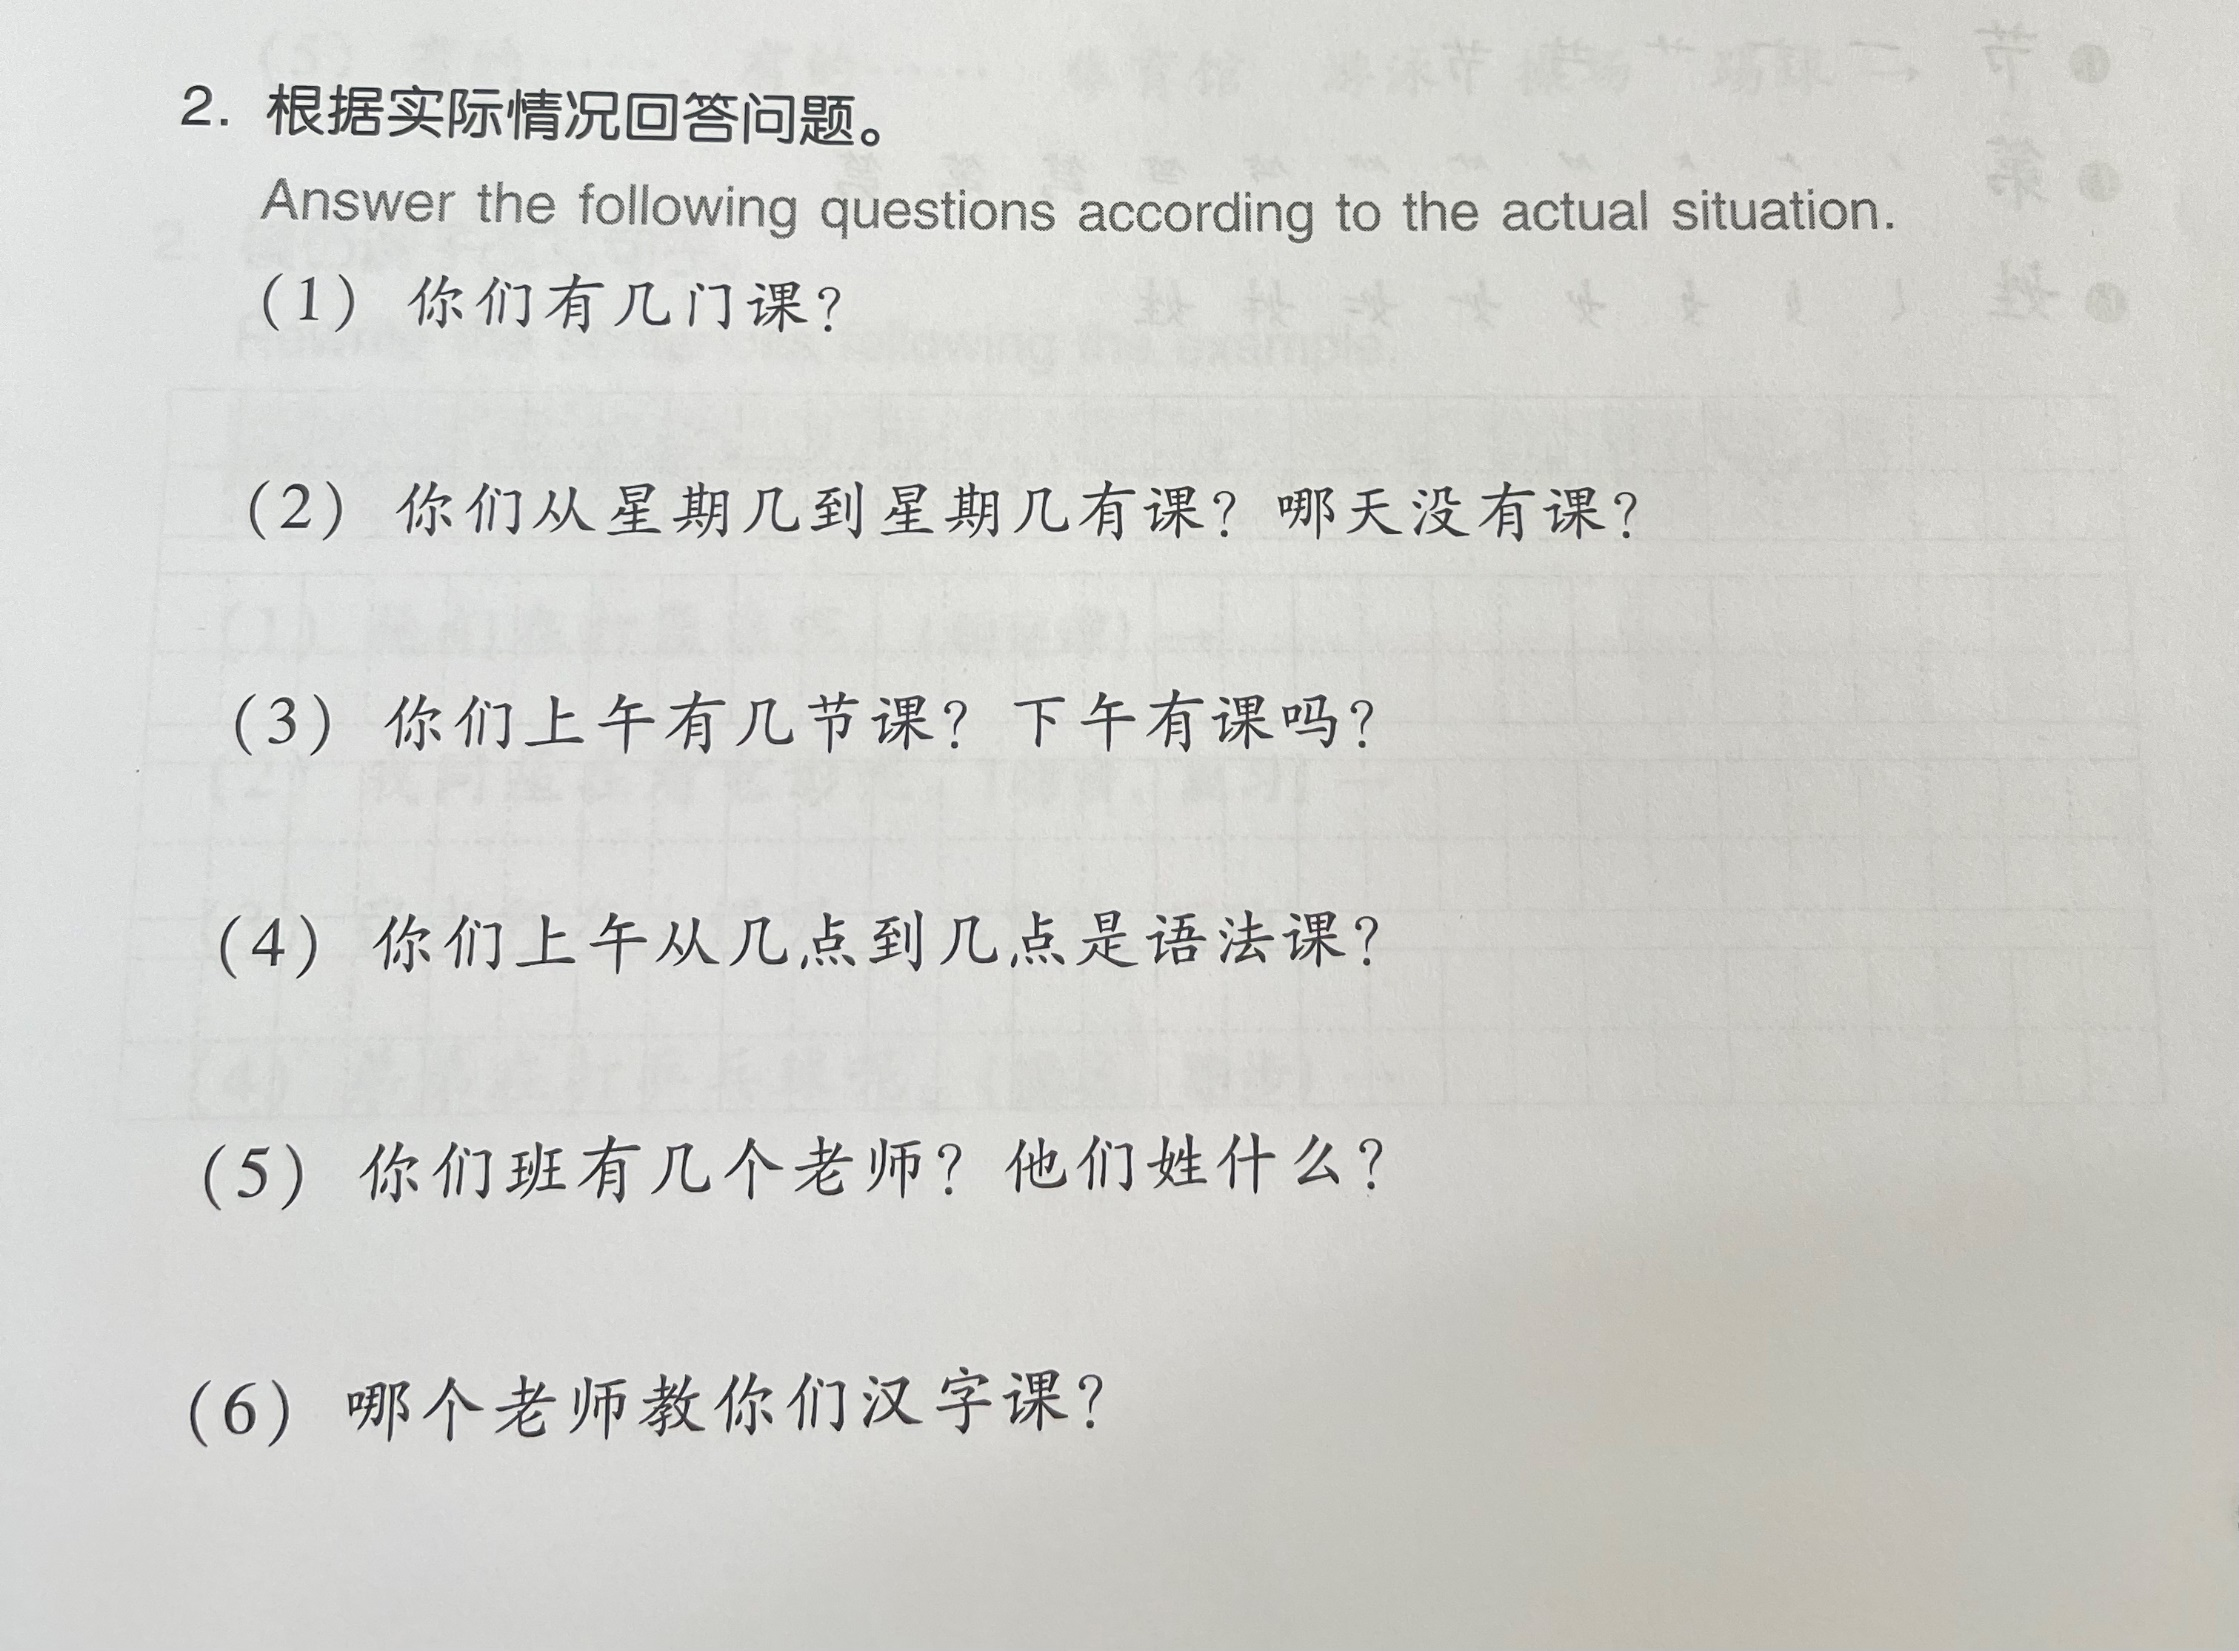 2. 根据实际情况回答问题。
Answer the following questions according to the actual situation.
(1) 你们有几门课？
(2) 你们从星期几到星期几有课？哪天没有课？
(3) 你们上午有几节课？下午有课吗？
(4) 你们上午从几点到几点是语法课？
(5) 你们班有几个老师？他们姓什么？
(6) 哪个老师教你们汉字课？